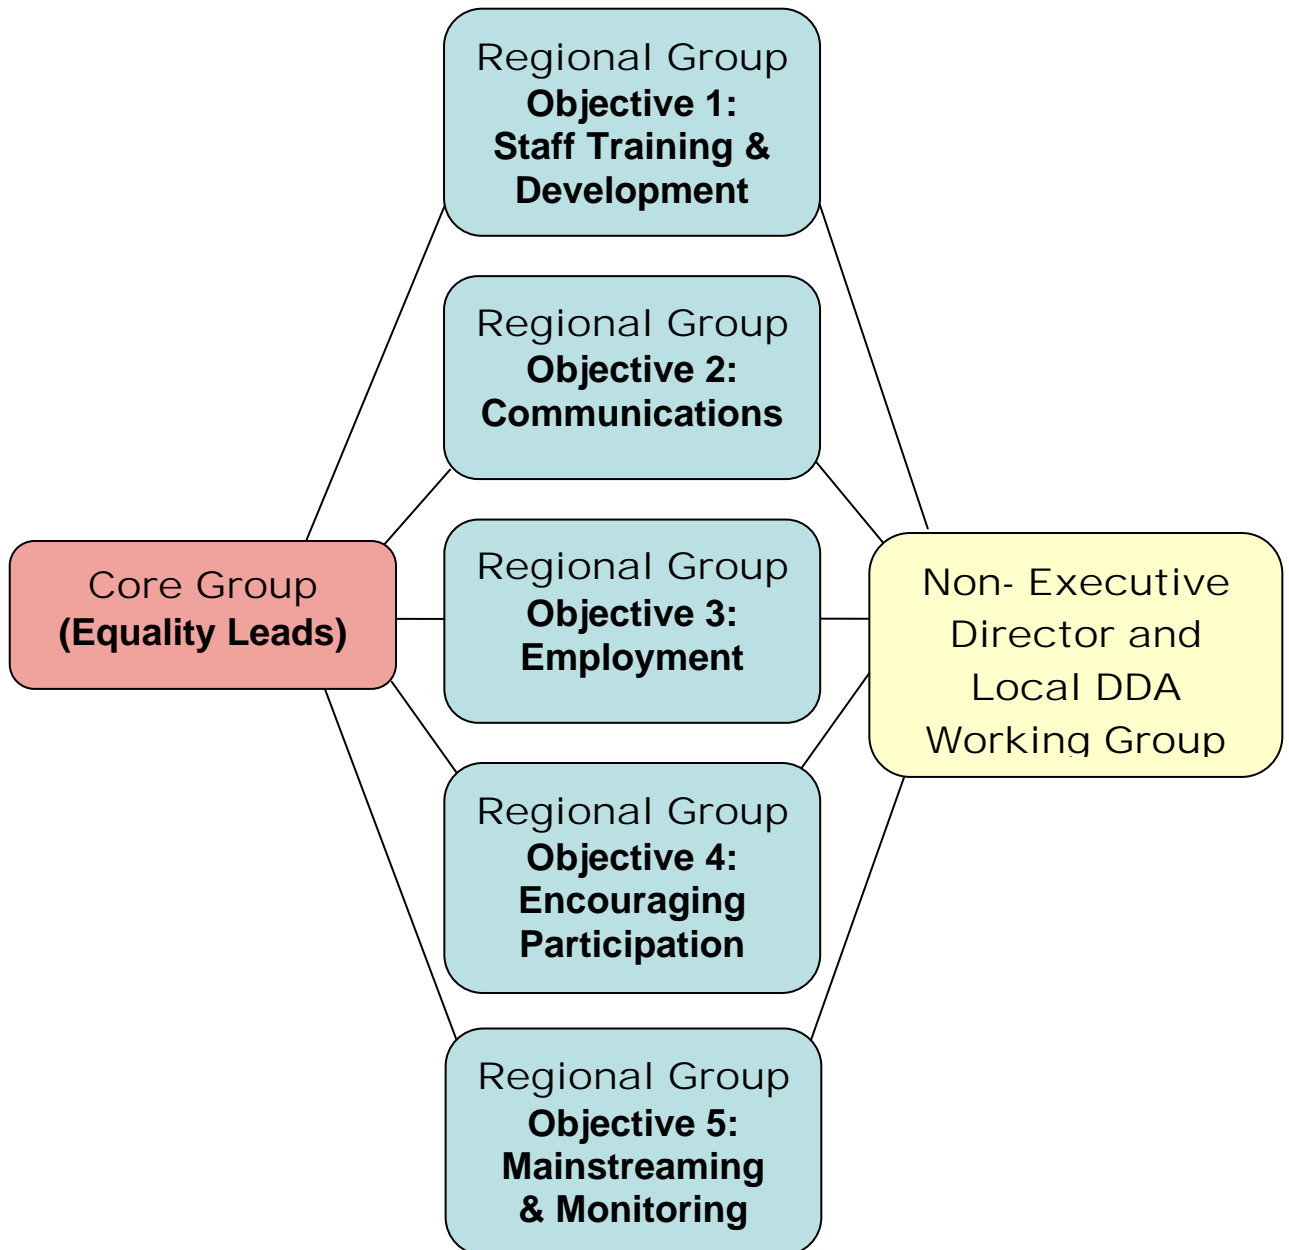 Regional Group
Objective 1:
Staff Training &
Development
Regional Group
Objective 2:
Communications
Core Group
(Equality Leads)
Regional Group
Objective 3:
Employment
Non- Executive
Director and
Local DDA
Working Group
Regional Group
Objective 4:
Encouraging
Participation
Regional Group
Objective 5:
Mainstreaming
& Monitoring